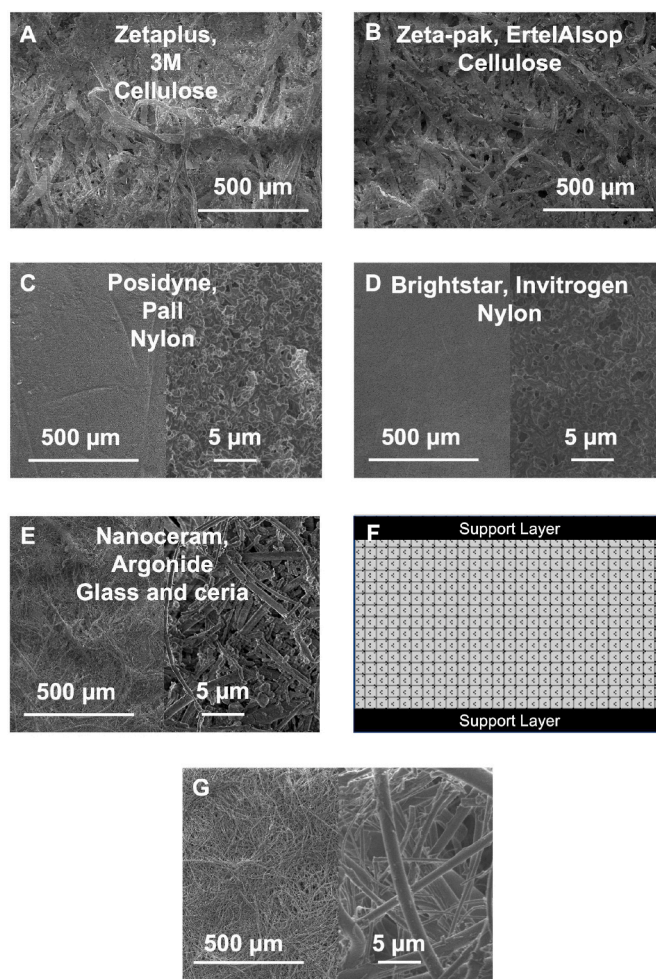 A
Zetaplus,
3M
Cellulose
500 µm
B
Zeta-pak, ErtelAlsop
Cellulose
500 µm
C
Posidyne,
Pall
Nylon
500 µm
5 µm
D
Brightstar, Invitrogen
Nylon
500 µm
5 µm
E
Nanoceram,
Argonide
Glass and ceria
500 µm
5 µm
F
Support Layer
Support Layer
G
500 µm
5 µm